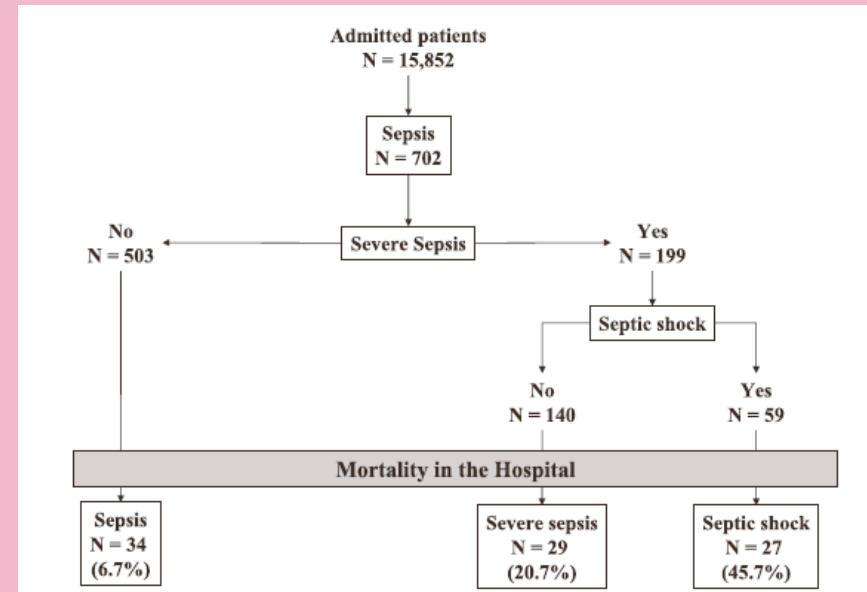 Admitted patients
N = 15,852
Sepsis
N = 702
Severe Sepsis
No
N = 503
Yes
N = 199
Septic shock
No
N = 140
Yes
N = 59
Mortality in the Hospital
Sepsis
N = 34
(6.7%)
Severe sepsis
N = 29
(20.7%)
Septic shock
N = 27
(45.7%)